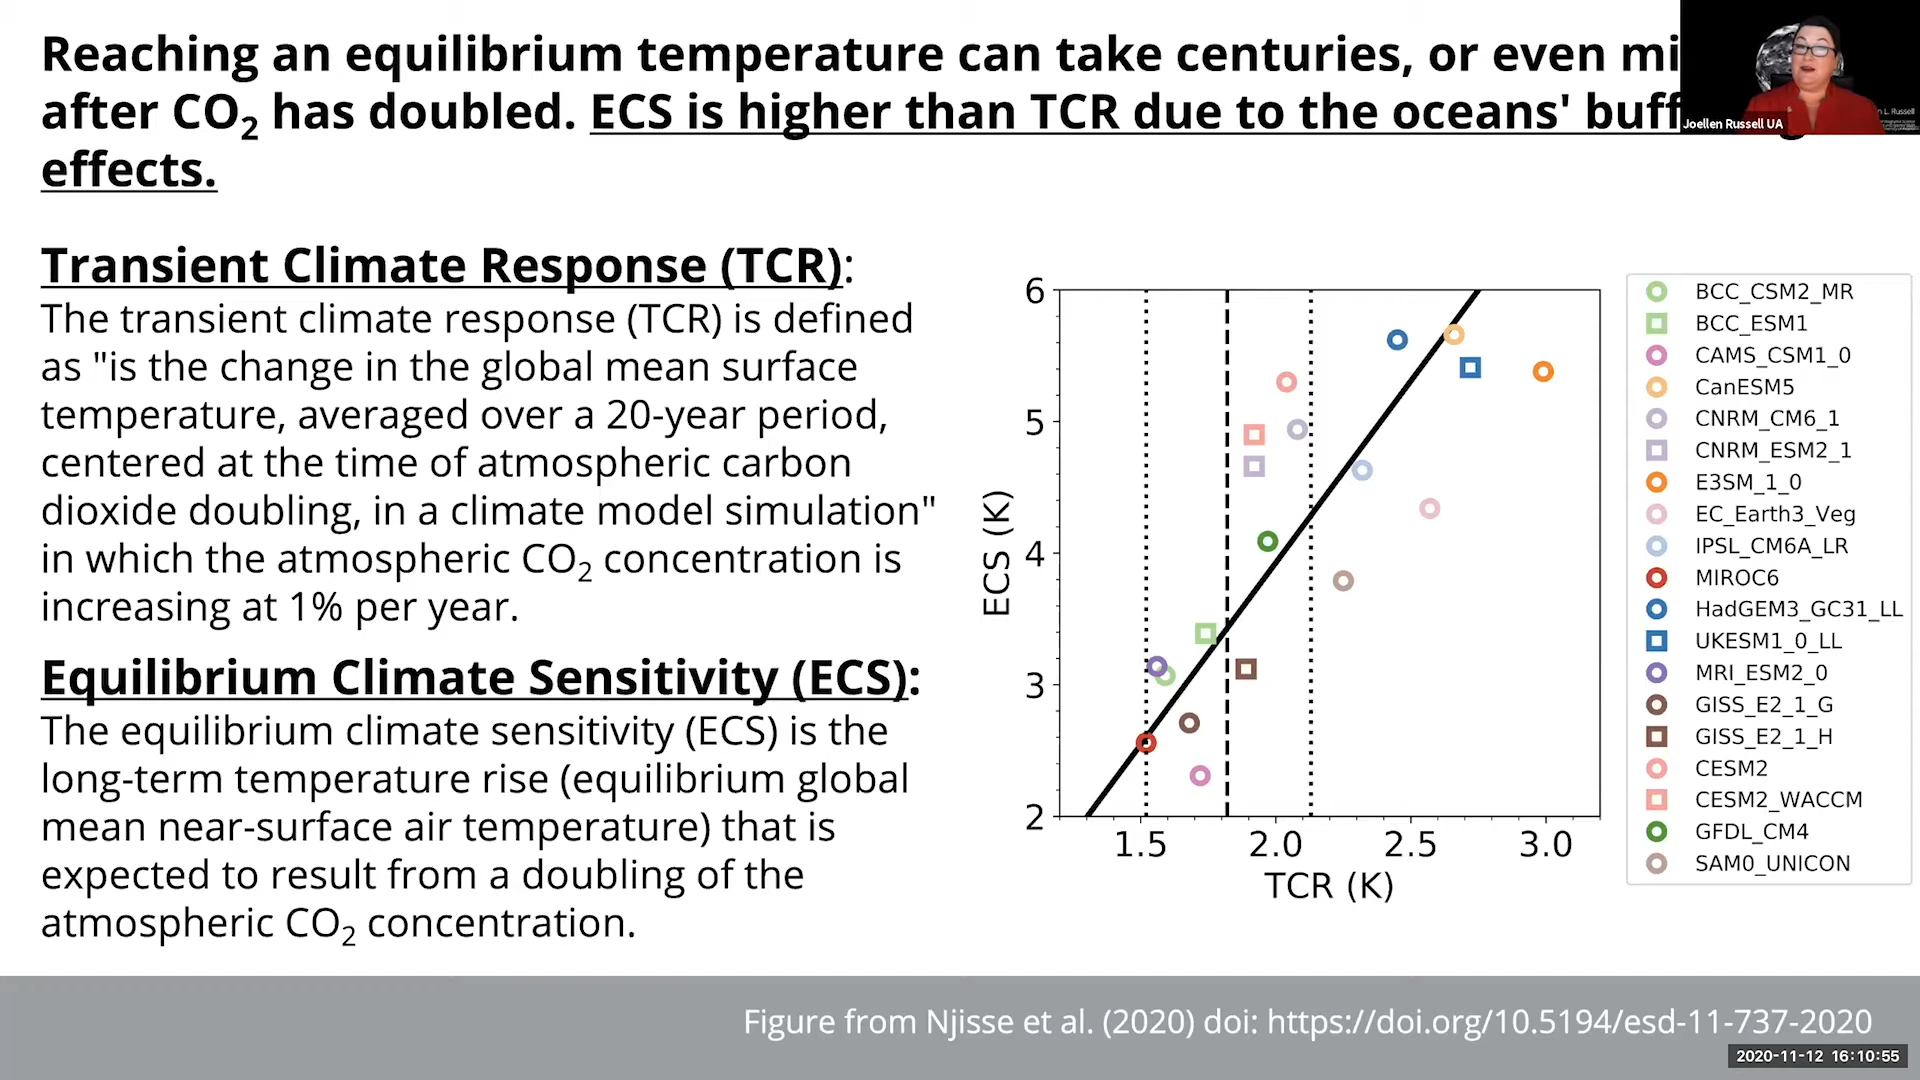 Reaching an equilibrium temperature can take centuries, or even
after CO₂ has doubled. ECS is higher than TCR due to the oceans'
effects.
Joellen Russell UA
L. Russell
Transient Climate Response (TCR):
The transient climate response (TCR) is defined
as "is the change in the global mean surface
temperature, averaged over a 20-year period,
centered at the time of atmospheric carbon
dioxide doubling, in a climate model simulation"
in which the atmospheric CO₂ concentration is
increasing at 1% per year.
Equilibrium Climate Sensitivity (ECS):
The equilibrium climate sensitivity (ECS) is the
long-term temperature rise (equilibrium global
mean near-surface air temperature) that is
expected to result from a doubling of the
atmospheric CO₂ concentration.
6
5
4
3
2
ECS (K)
1.5 2.0 2.5 3.0
TCR (K)
BCC_CSM2_MR
BCC_ESM1
CAMS_CSM1_0
CanESM5
CNRM_CM6_1
CNRM_ESM2_1
E3SM_1_0
EC_Earth3_Veg
IPSL_CM6A_LR
MIROC6
HadGEM3_GC31_LL
UKESM1_0_LL
MRI_ESM2_0
GISS_E2_1_G
GISS_E2_1_H
CESM2
CESM2_WACCM
GFDL_CM4
SAM0_UNICON
Figure from Njisse et al. (2020) doi: https://doi.org/10.5194/esd-11-737-2020
2020-11-12 16:10:55